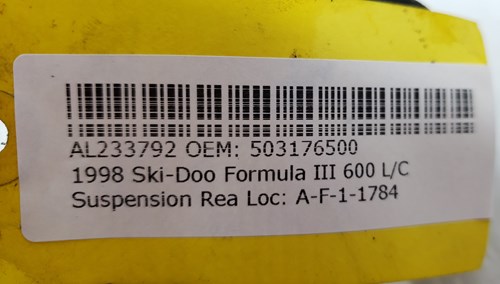 AL233792 OEM: 503176500
1998 Ski-Doo Formula III 600 L/C
Suspension Rea Loc: A-F-1-1784